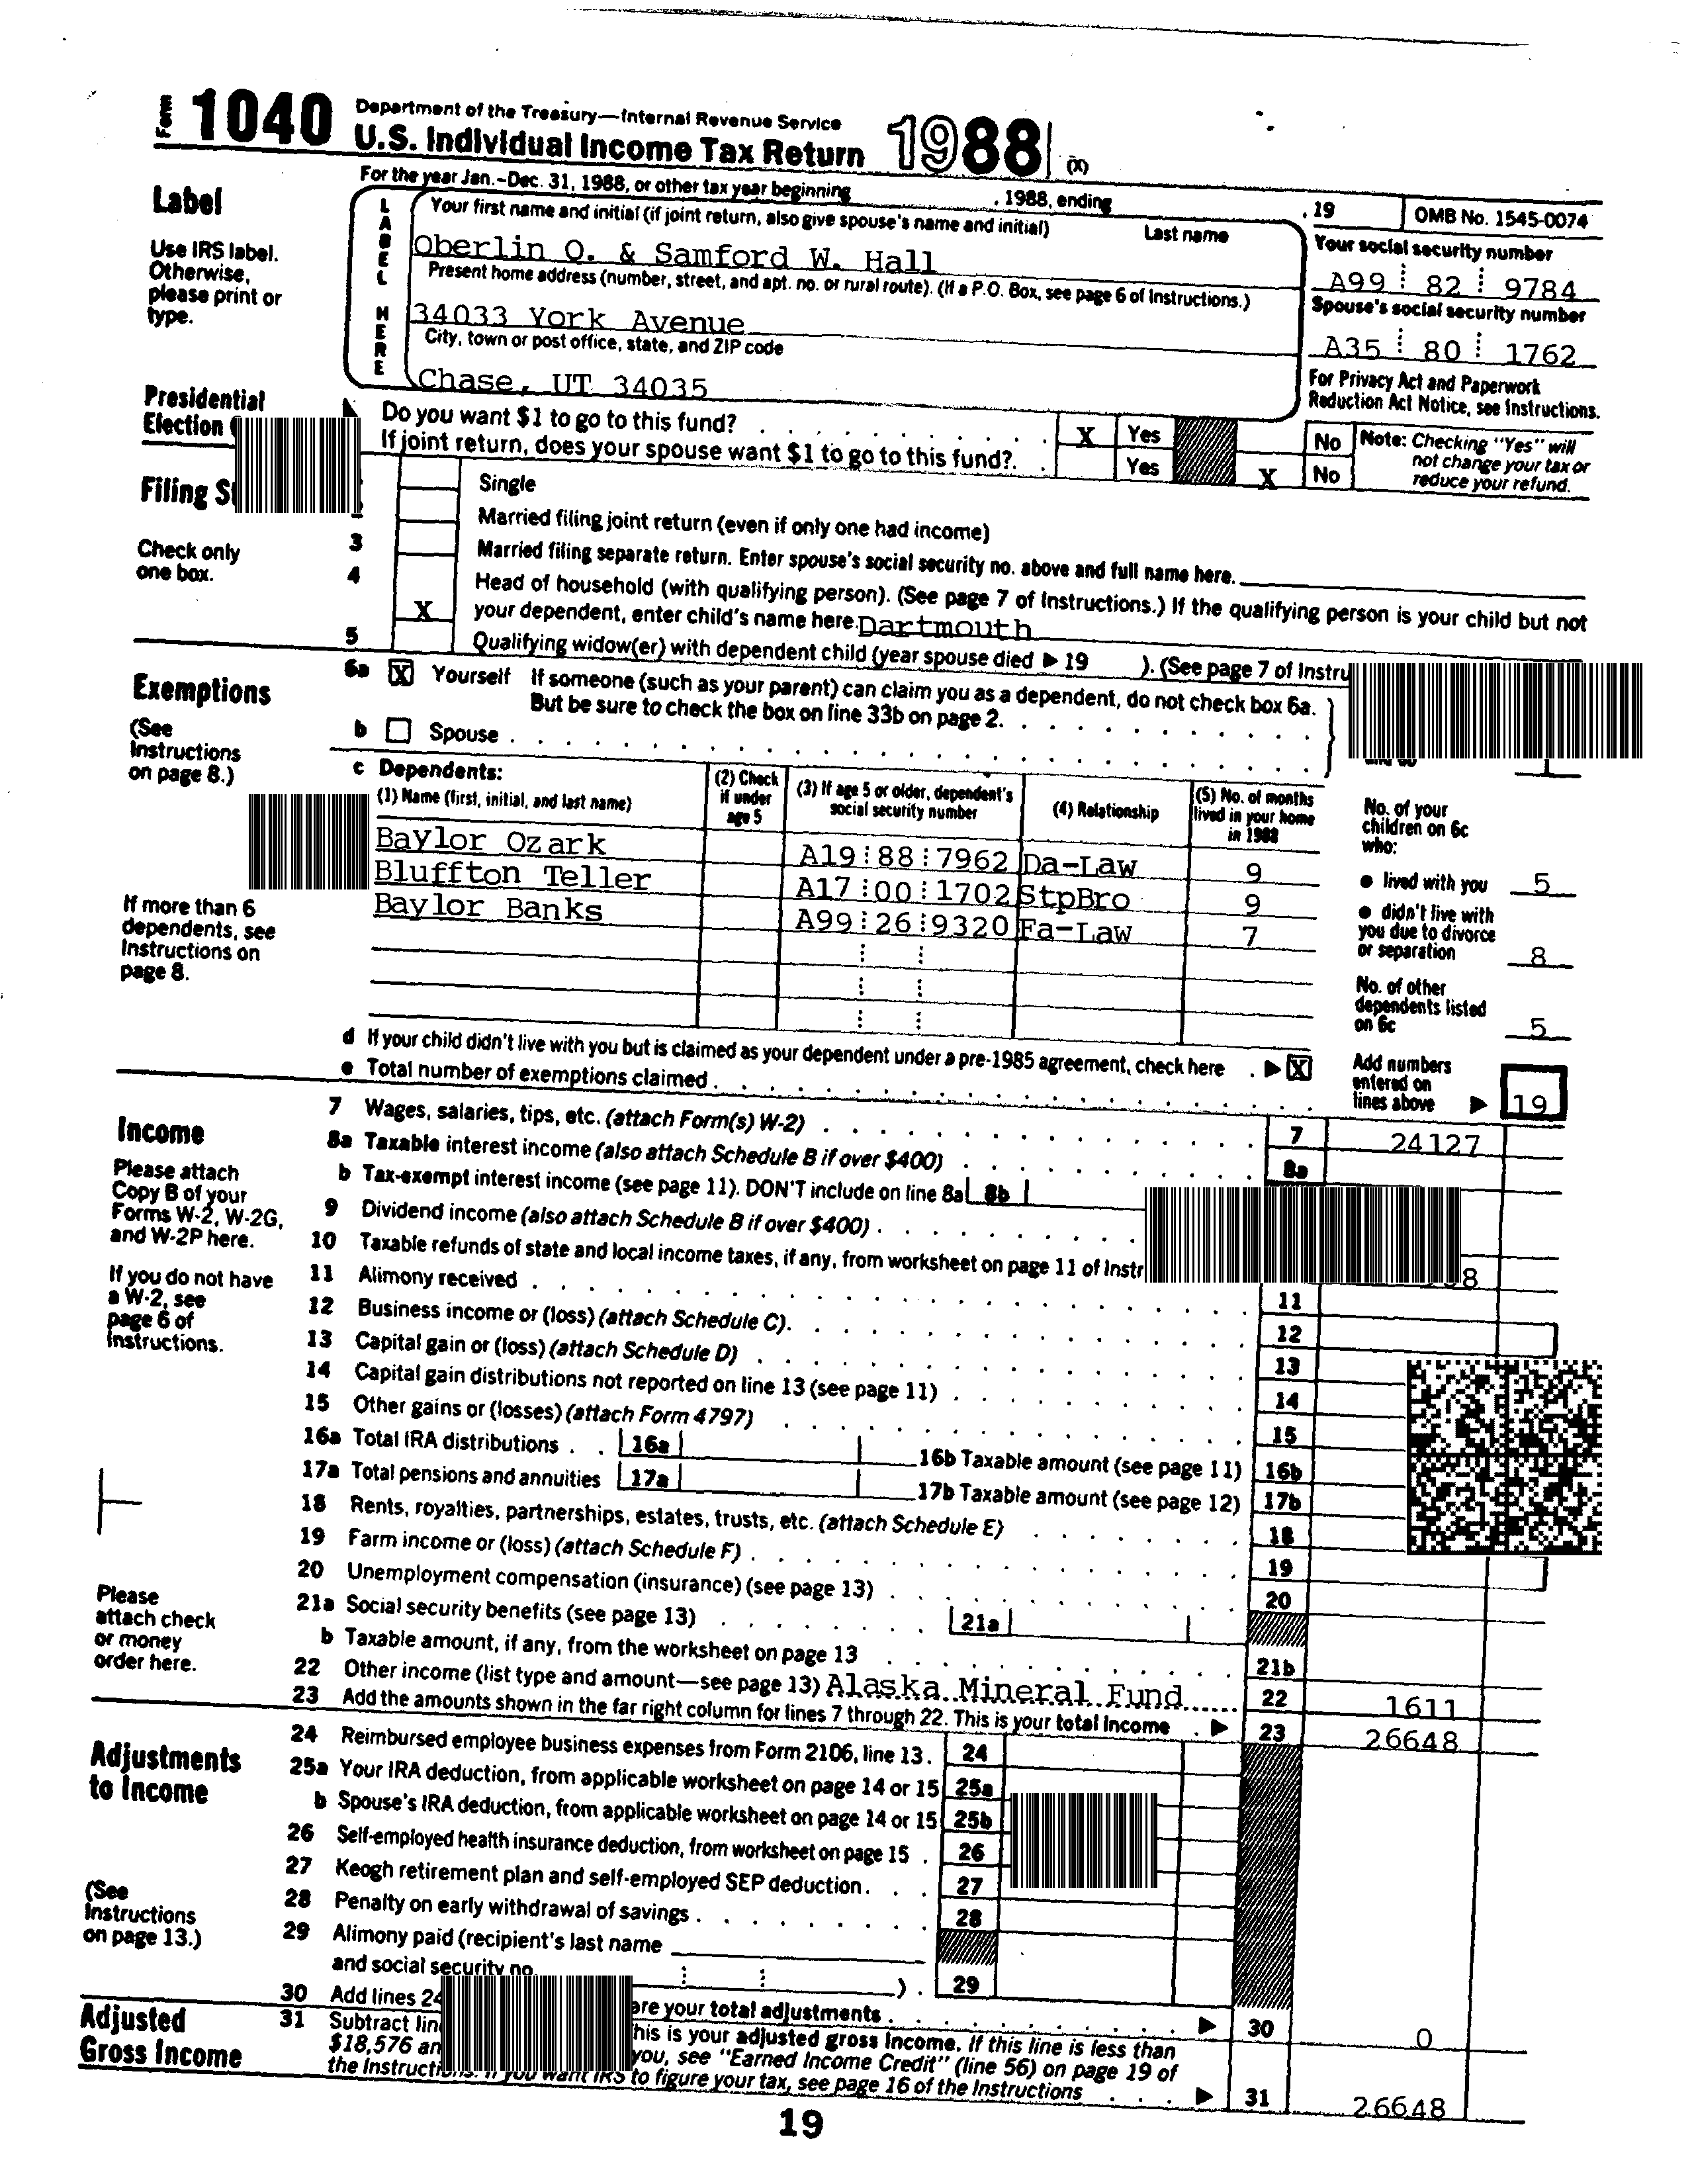 Form 1040 Department of the Treasury—Internal Revenue Service
U.S. Individual Income Tax Return 1988 (X)
For the year Jan.–Dec. 31, 1988, or other tax year beginning , 1988, ending , 19 OMB No. 1545-0074
Label
Use IRS label. Otherwise, please print or type.
LABEL HERE
Your first name and initial (if joint return, also give spouse's name and initial) Last name
Oberlin O. & Samford W. Hall
Your social security number
A99 82 9784
Present home address (number, street, and apt. no. or rural route). (If a P.O. Box, see page 6 of Instructions.)
34033 York Avenue
Spouse's social security number
A35 80 1762
City, town or post office, state, and ZIP code
Chase, UT 34035
For Privacy Act and Paperwork Reduction Act Notice, see Instructions.
Presidential Election
Do you want $1 to go to this fund? X Yes No
If joint return, does your spouse want $1 to go to this fund? Yes X No
Note: Checking "Yes" will not change your tax or reduce your refund.
Filing
Check only one box.
Single
Married filing joint return (even if only one had income)
3 Married filing separate return. Enter spouse's social security no. above and full name here.
4 X Head of household (with qualifying person). (See page 7 of Instructions.) If the qualifying person is your child but not your dependent, enter child's name here. Dartmouth
5 Qualifying widow(er) with dependent child (year spouse died ▶ 19 ). (See page 7 of
Exemptions
(See Instructions on page 8.)
6a X Yourself If someone (such as your parent) can claim you as a dependent, do not check box 6a.
But be sure to check the box on line 33b on page 2.
b Spouse
1
c Dependents:
(1) Name (first, initial, and last name) (2) Check if under age 5 (3) If age 5 or older, dependent's social security number (4) Relationship (5) No. of months lived in your home in 1988
Baylor Ozark A19 88 7962 Da-Law 9
Bluffton Teller A17 00 1702 StpBro 9
Baylor Banks A99 26 9320 Fa-Law 7
If more than 6 dependents, see Instructions on page 8.
No. of your children on 6c who:
● lived with you 5
● didn't live with you due to divorce or separation 8
No. of other dependents listed on 6c 5
d If your child didn't live with you but is claimed as your dependent under a pre-1985 agreement, check here ▶ X
e Total number of exemptions claimed
Add numbers entered on lines above ▶ 19
Income
Please attach Copy B of your Forms W-2, W-2G, and W-2P here.
If you do not have a W-2, see page 6 of Instructions.
Please attach check or money order here.
7 Wages, salaries, tips, etc. (attach Form(s) W-2) 7 24127
8a Taxable interest income (also attach Schedule B if over $400) 8a
b Tax-exempt interest income (see page 11). DON'T include on line 8a 8b
9 Dividend income (also attach Schedule B if over $400)
10 Taxable refunds of state and local income taxes, if any, from worksheet on page 11 of
11 Alimony received 11
12 Business income or (loss) (attach Schedule C) 12
13 Capital gain or (loss) (attach Schedule D) 13
14 Capital gain distributions not reported on line 13 (see page 11) 14
15 Other gains or (losses) (attach Form 4797) 15
16a Total IRA distributions 16a 16b Taxable amount (see page 11) 16b
17a Total pensions and annuities 17a 17b Taxable amount (see page 12) 17b
18 Rents, royalties, partnerships, estates, trusts, etc. (attach Schedule E) 18
19 Farm income or (loss) (attach Schedule F) 19
20 Unemployment compensation (insurance) (see page 13) 20
21a Social security benefits (see page 13) 21a
b Taxable amount, if any, from the worksheet on page 13 21b
22 Other income (list type and amount—see page 13) Alaska Mineral Fund 22 1611
23 Add the amounts shown in the far right column for lines 7 through 22. This is your total income ▶ 23 26648
Adjustments to Income
(See Instructions on page 13.)
24 Reimbursed employee business expenses from Form 2106, line 13. 24
25a Your IRA deduction, from applicable worksheet on page 14 or 15 25a
b Spouse's IRA deduction, from applicable worksheet on page 14 or 15 25b
26 Self-employed health insurance deduction, from worksheet on page 15 26
27 Keogh retirement plan and self-employed SEP deduction 27
28 Penalty on early withdrawal of savings 28
29 Alimony paid (recipient's last name
and social security no. ) 29
30 Add lines are your total adjustments ▶ 30 0
Adjusted Gross Income
31 Subtract This is your adjusted gross income. If this line is less than
$18,576 you, see "Earned Income Credit" (line 56) on page 19 of
the Instructions. If you want IRS to figure your tax, see page 16 of the Instructions ▶ 31 26648
19